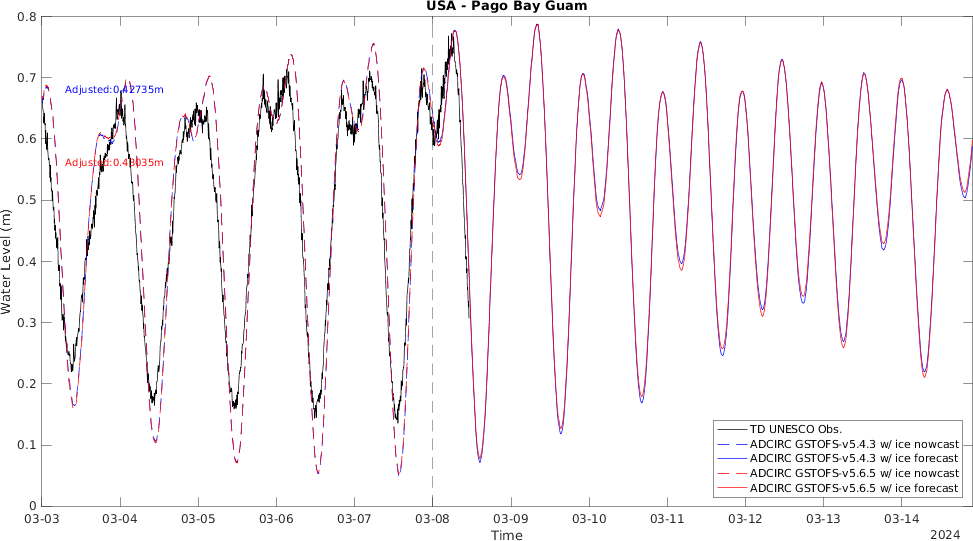 USA - Pago Bay Guam
0.8
0.7
0.6
0.5
0.4
0.3
0.2
0.1
0
Water Level (m)
Adjusted:0.42735m
Adjusted:0.43035m
TD UNESCO Obs.
ADCIRC GSTOFS-v5.4.3 w/ ice nowcast
ADCIRC GSTOFS-v5.4.3 w/ ice forecast
ADCIRC GSTOFS-v5.6.5 w/ ice nowcast
ADCIRC GSTOFS-v5.6.5 w/ ice forecast
03-03 03-04 03-05 03-06 03-07 03-08 03-09 03-10 03-11 03-12 03-13 03-14
Time
2024